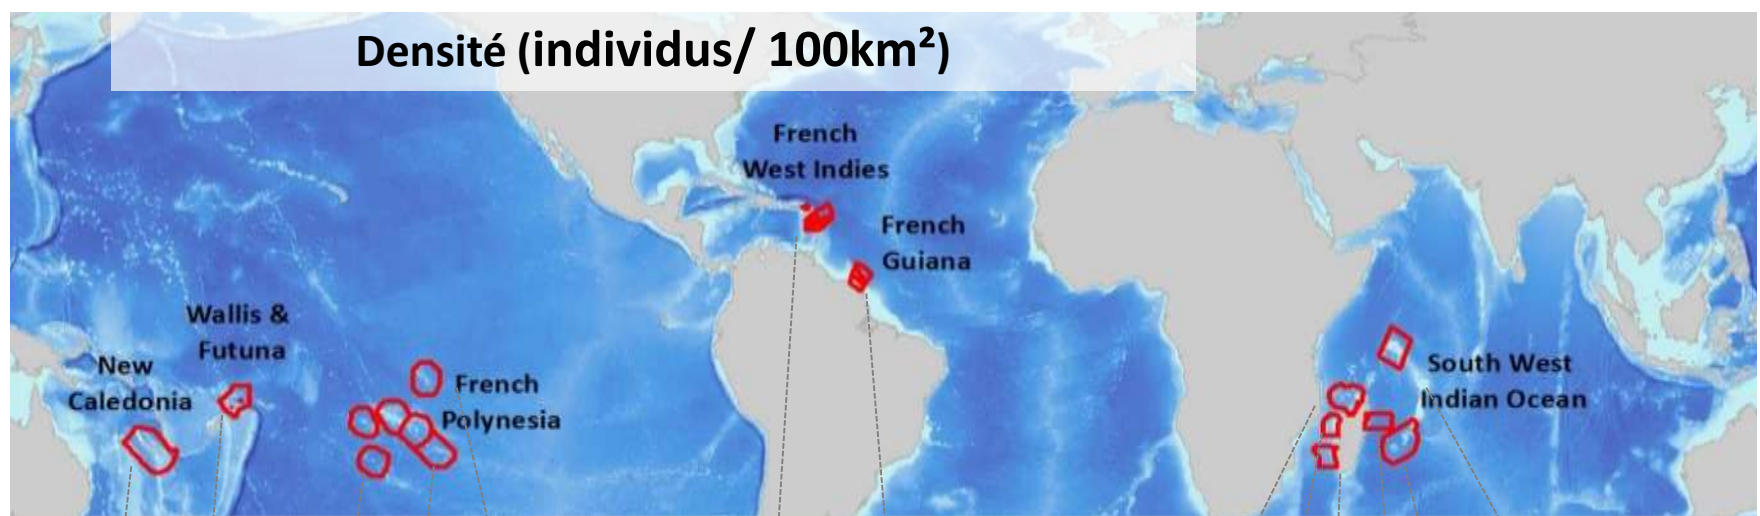 Densité (individus/ 100km²)
French
West Indies
French
Guiana
Wallis &
Futuna
New
Caledonia
French
Polynesia
South West
Indian Ocean